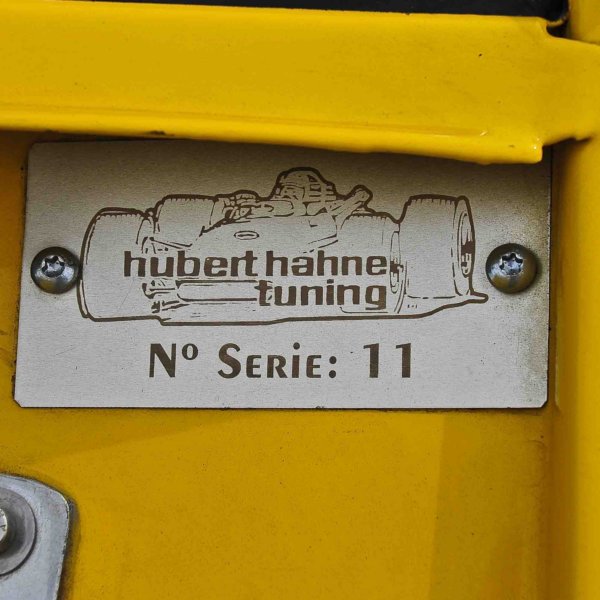 hubert hahne
tuning
Nº SERiE: 11